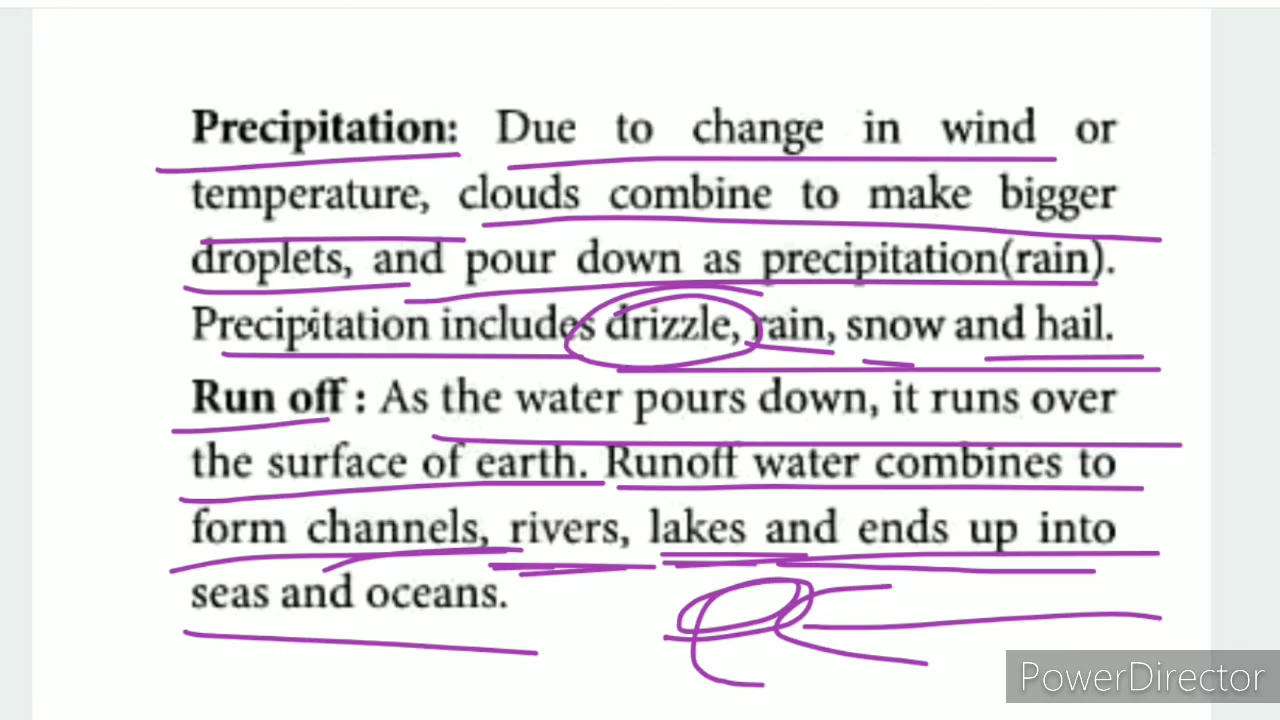 Precipitation: Due to change in wind or
temperature, clouds combine to make bigger
droplets, and pour down as precipitation(rain).
Precipitation includes drizzle, rain, snow and hail.
Run off : As the water pours down, it runs over
the surface of earth. Runoff water combines to
form channels, rivers, lakes and ends up into
seas and oceans.
PowerDirector